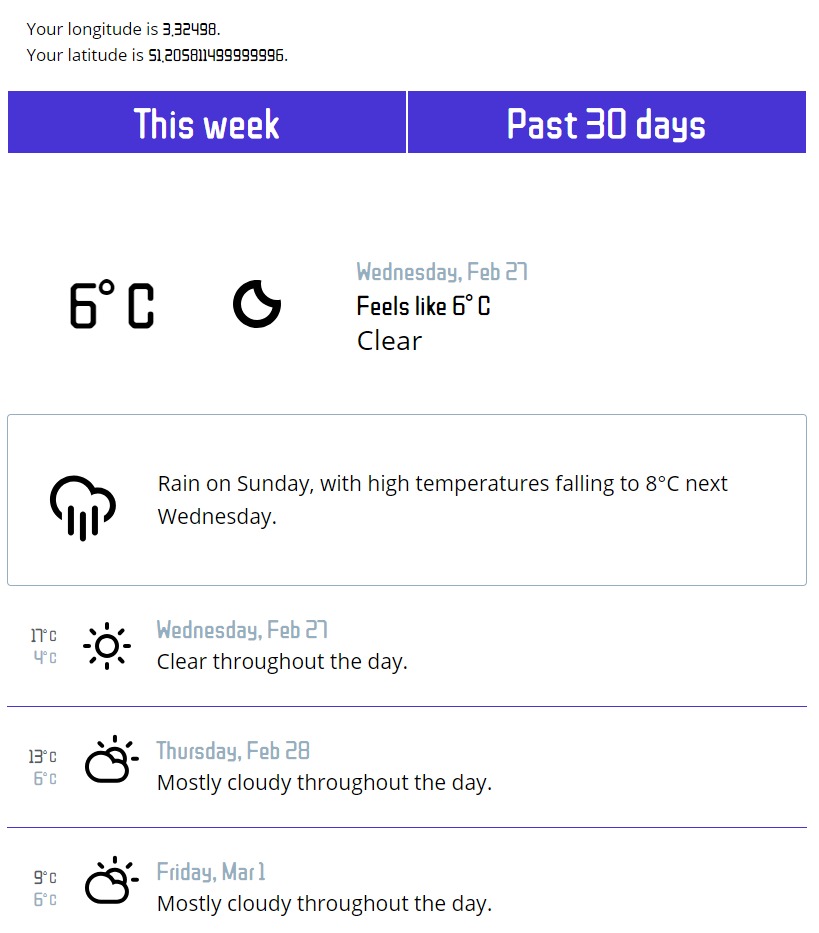 Your longitude is 3,32498.
Your latitude is 51,205811499999996.
This week
Past 30 days
6° C
Wednesday, Feb 27
Feels like 6° C
Clear
Rain on Sunday, with high temperatures falling to 8°C next
Wednesday.
17° C
4° C
Wednesday, Feb 27
Clear throughout the day.
13° C
6° C
Thursday, Feb 28
Mostly cloudy throughout the day.
9° C
6° C
Friday, Mar 1
Mostly cloudy throughout the day.